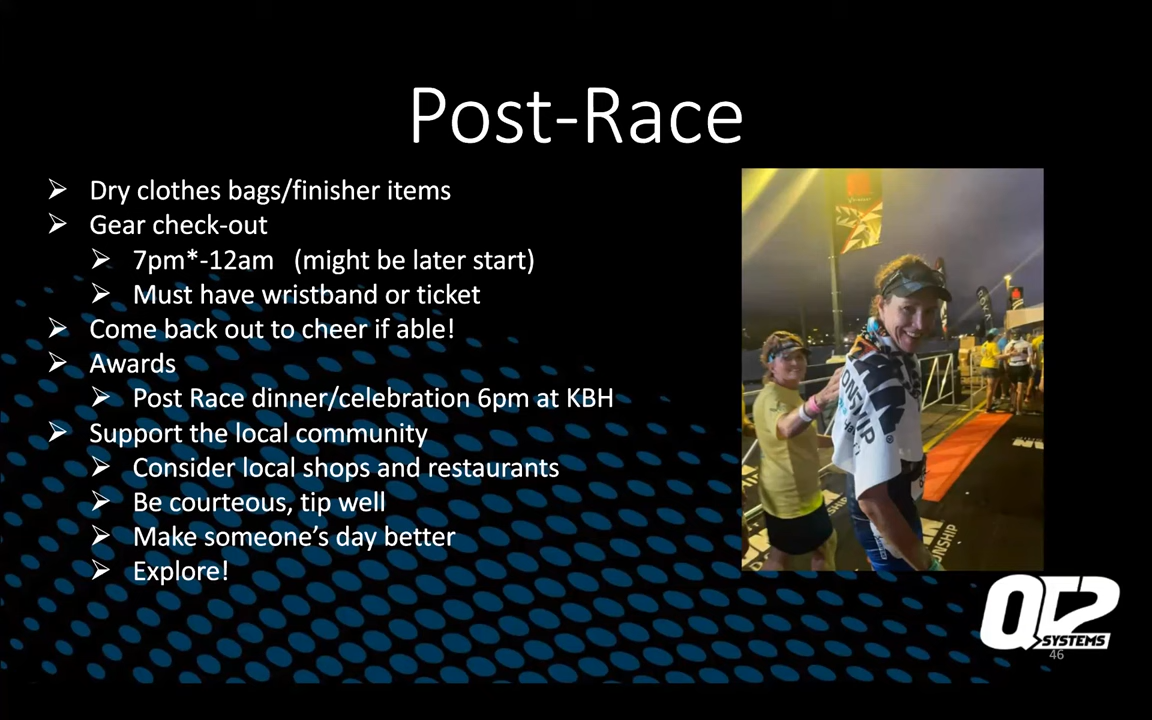 Post-Race
Dry clothes bags/finisher items
Gear check-out
7pm*-12am (might be later start)
Must have wristband or ticket
Come back out to cheer if able!
Awards
Post Race dinner/celebration 6pm at KBH
Support the local community
Consider local shops and restaurants
Be courteous, tip well
Make someone's day better
Explore!
QT2
SYSTEMS
46